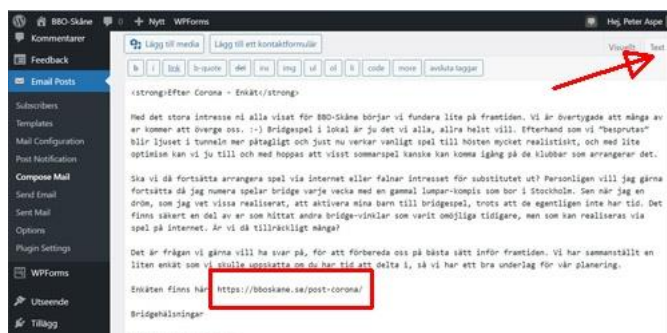 BBO-Skåne
0
+ Nytt
WPForms
Hej, Peter Aspe
Kommentarer
Feedback
Email Posts
Subscribers
Templates
Mail Configuration
Post Notification
Compose Mail
Send Email
Sent Mail
Options
Plugin Settings
WPForms
Utseende
Tillägg
Lägg till media
Lägg till ett kontaktformulär
Visuellt
Text
b
i
link
b-quote
del
ins
img
ul
ol
li
code
more
avsluta taggar
<strong>Efter Corona - Enkät</strong>
Med det stora intresse ni alla visat för BBO-Skåne börjar vi fundera lite på framtiden. Vi är övertygade att många av
er kommer att överge oss. :-) Bridgespel i lokal är ju det vi alla, allra helst vill. Efterhand som vi "besprutas"
blir ljuset i tunneln mer påtagligt och just nu verkar vanligt spel till hösten mycket realistiskt, och med lite
optimism kan vi ju till och med hoppas att visst sommarspel kanske kan komma igång på de klubbar som arrangerar det.
Ska vi då fortsätta arrangera spel via internet eller falnar intresset för substitutet ut? Personligen vill jag gärna
fortsätta då jag numera spelar bridge varje vecka med en gammal lumpar-kompis som bor i Stockholm. Sen när jag en
dröm, som jag vet vissa realiserat, att aktivera mina barn till bridgespel, trots att de egentligen inte har tid. Det
finns säkert en del av er som hittat andra bridge-vinklar som varit omöjliga tidigare, men som kan realiseras via
spel på internet. Är vi då tillräckligt många?
Det är frågan vi gärna vill ha svar på, för att förbereda oss på bästa sätt inför framtiden. Vi har sammanställt en
liten enkät som vi skulle uppskatta om du har tid att delta i, så vi har ett bra underlag för vår planering.
Enkäten finns här: https://bboskane.se/post-corona/
Bridgehälsningar